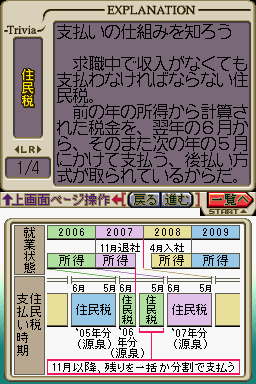 EXPLANATION
-Trivia-
住民税
◀LR▶
1/4
支払いの仕組みを知ろう
求職中で収入がなくても
支払わなければならない住
民税。
前の年の所得から計算さ
れた税金を、翌年の６月か
ら、そのまた次の年の５月
にかけて支払う、後払い方
式が取られているからだ。
⬆上画面ページ操作⬅[戻る 進む] 一覧へ
START
就業状態
2006 2007 2008 2009
11月退社 4月入社
所得 所得 所得 所得
住民税支払い時期
6月 5月 6月 5月 6月 5月
住民税 住民税 住民税 住民税
'05年分(源泉)
'06年分(源泉)
'07年分(源泉)
11月以降、残りを一括か分割で支払う